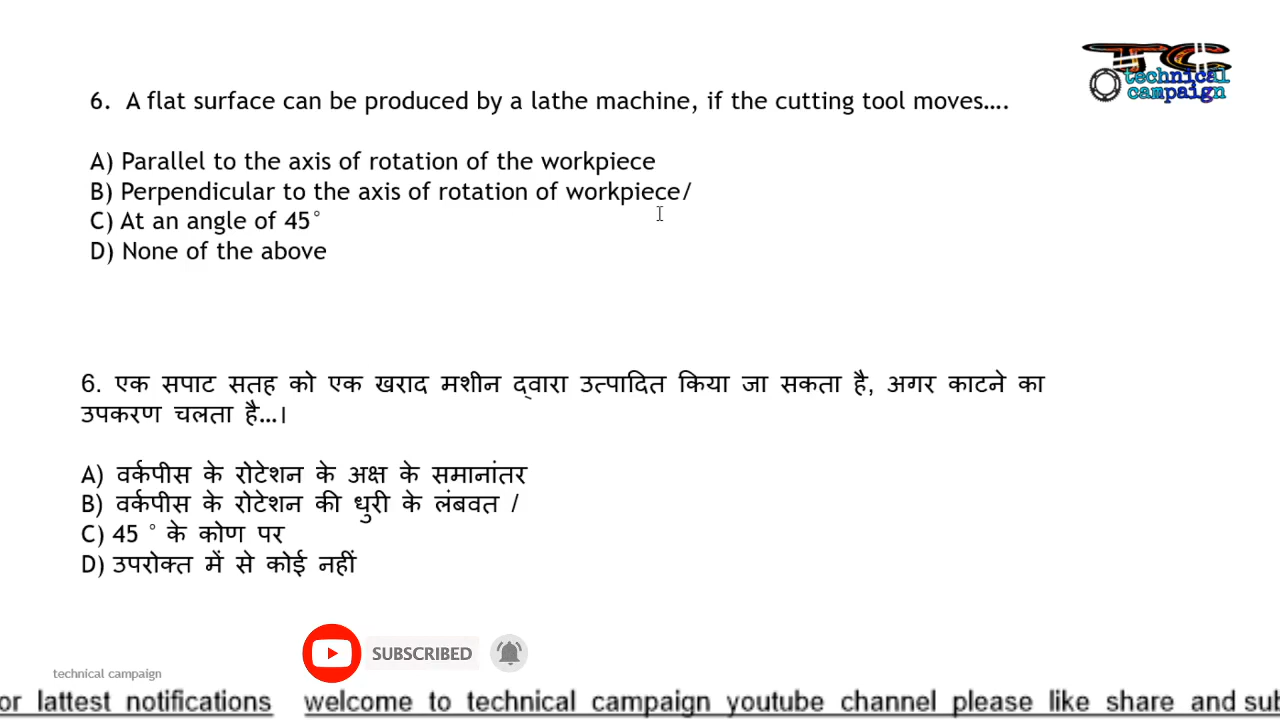 TC
technical
campaign
6. A flat surface can be produced by a lathe machine, if the cutting tool moves….
A) Parallel to the axis of rotation of the workpiece
B) Perpendicular to the axis of rotation of workpiece/
C) At an angle of 45°
D) None of the above
6. एक सपाट सतह को एक खराद मशीन द्वारा उत्पादित किया जा सकता है, अगर काटने का
उपकरण चलता है…।
A) वर्कपीस के रोटेशन के अक्ष के समानांतर
B) वर्कपीस के रोटेशन की धुरी के लंबवत /
C) 45 ° के कोण पर
D) उपरोक्त में से कोई नहीं
SUBSCRIBED
technical campaign
or lattest notifications welcome to technical campaign youtube channel please like share and sub